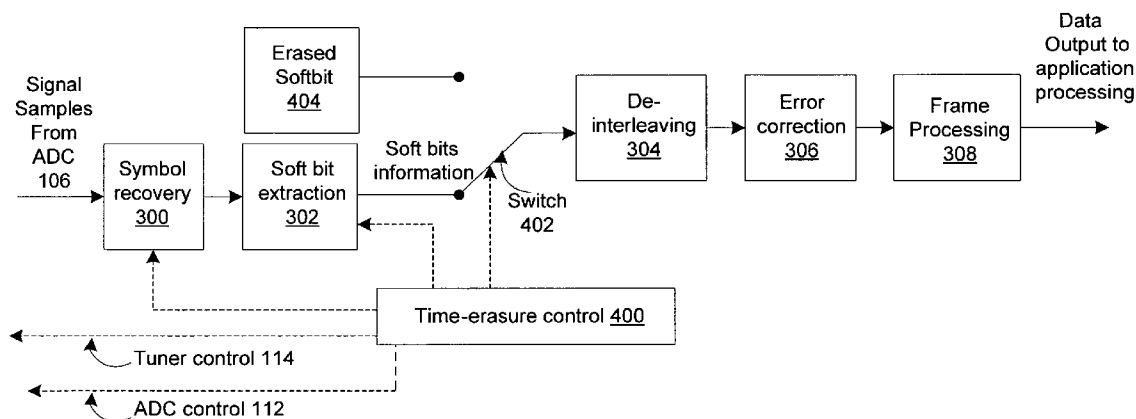 Signal
Samples
From
ADC
106
Erased
Softbit
404
Symbol
recovery
300
Soft bit
extraction
302
Soft bits
information
Switch
402
De-
interleaving
304
Error
correction
306
Frame
Processing
308
Data
Output to
application
processing
Time-erasure control 400
Tuner control 114
ADC control 112